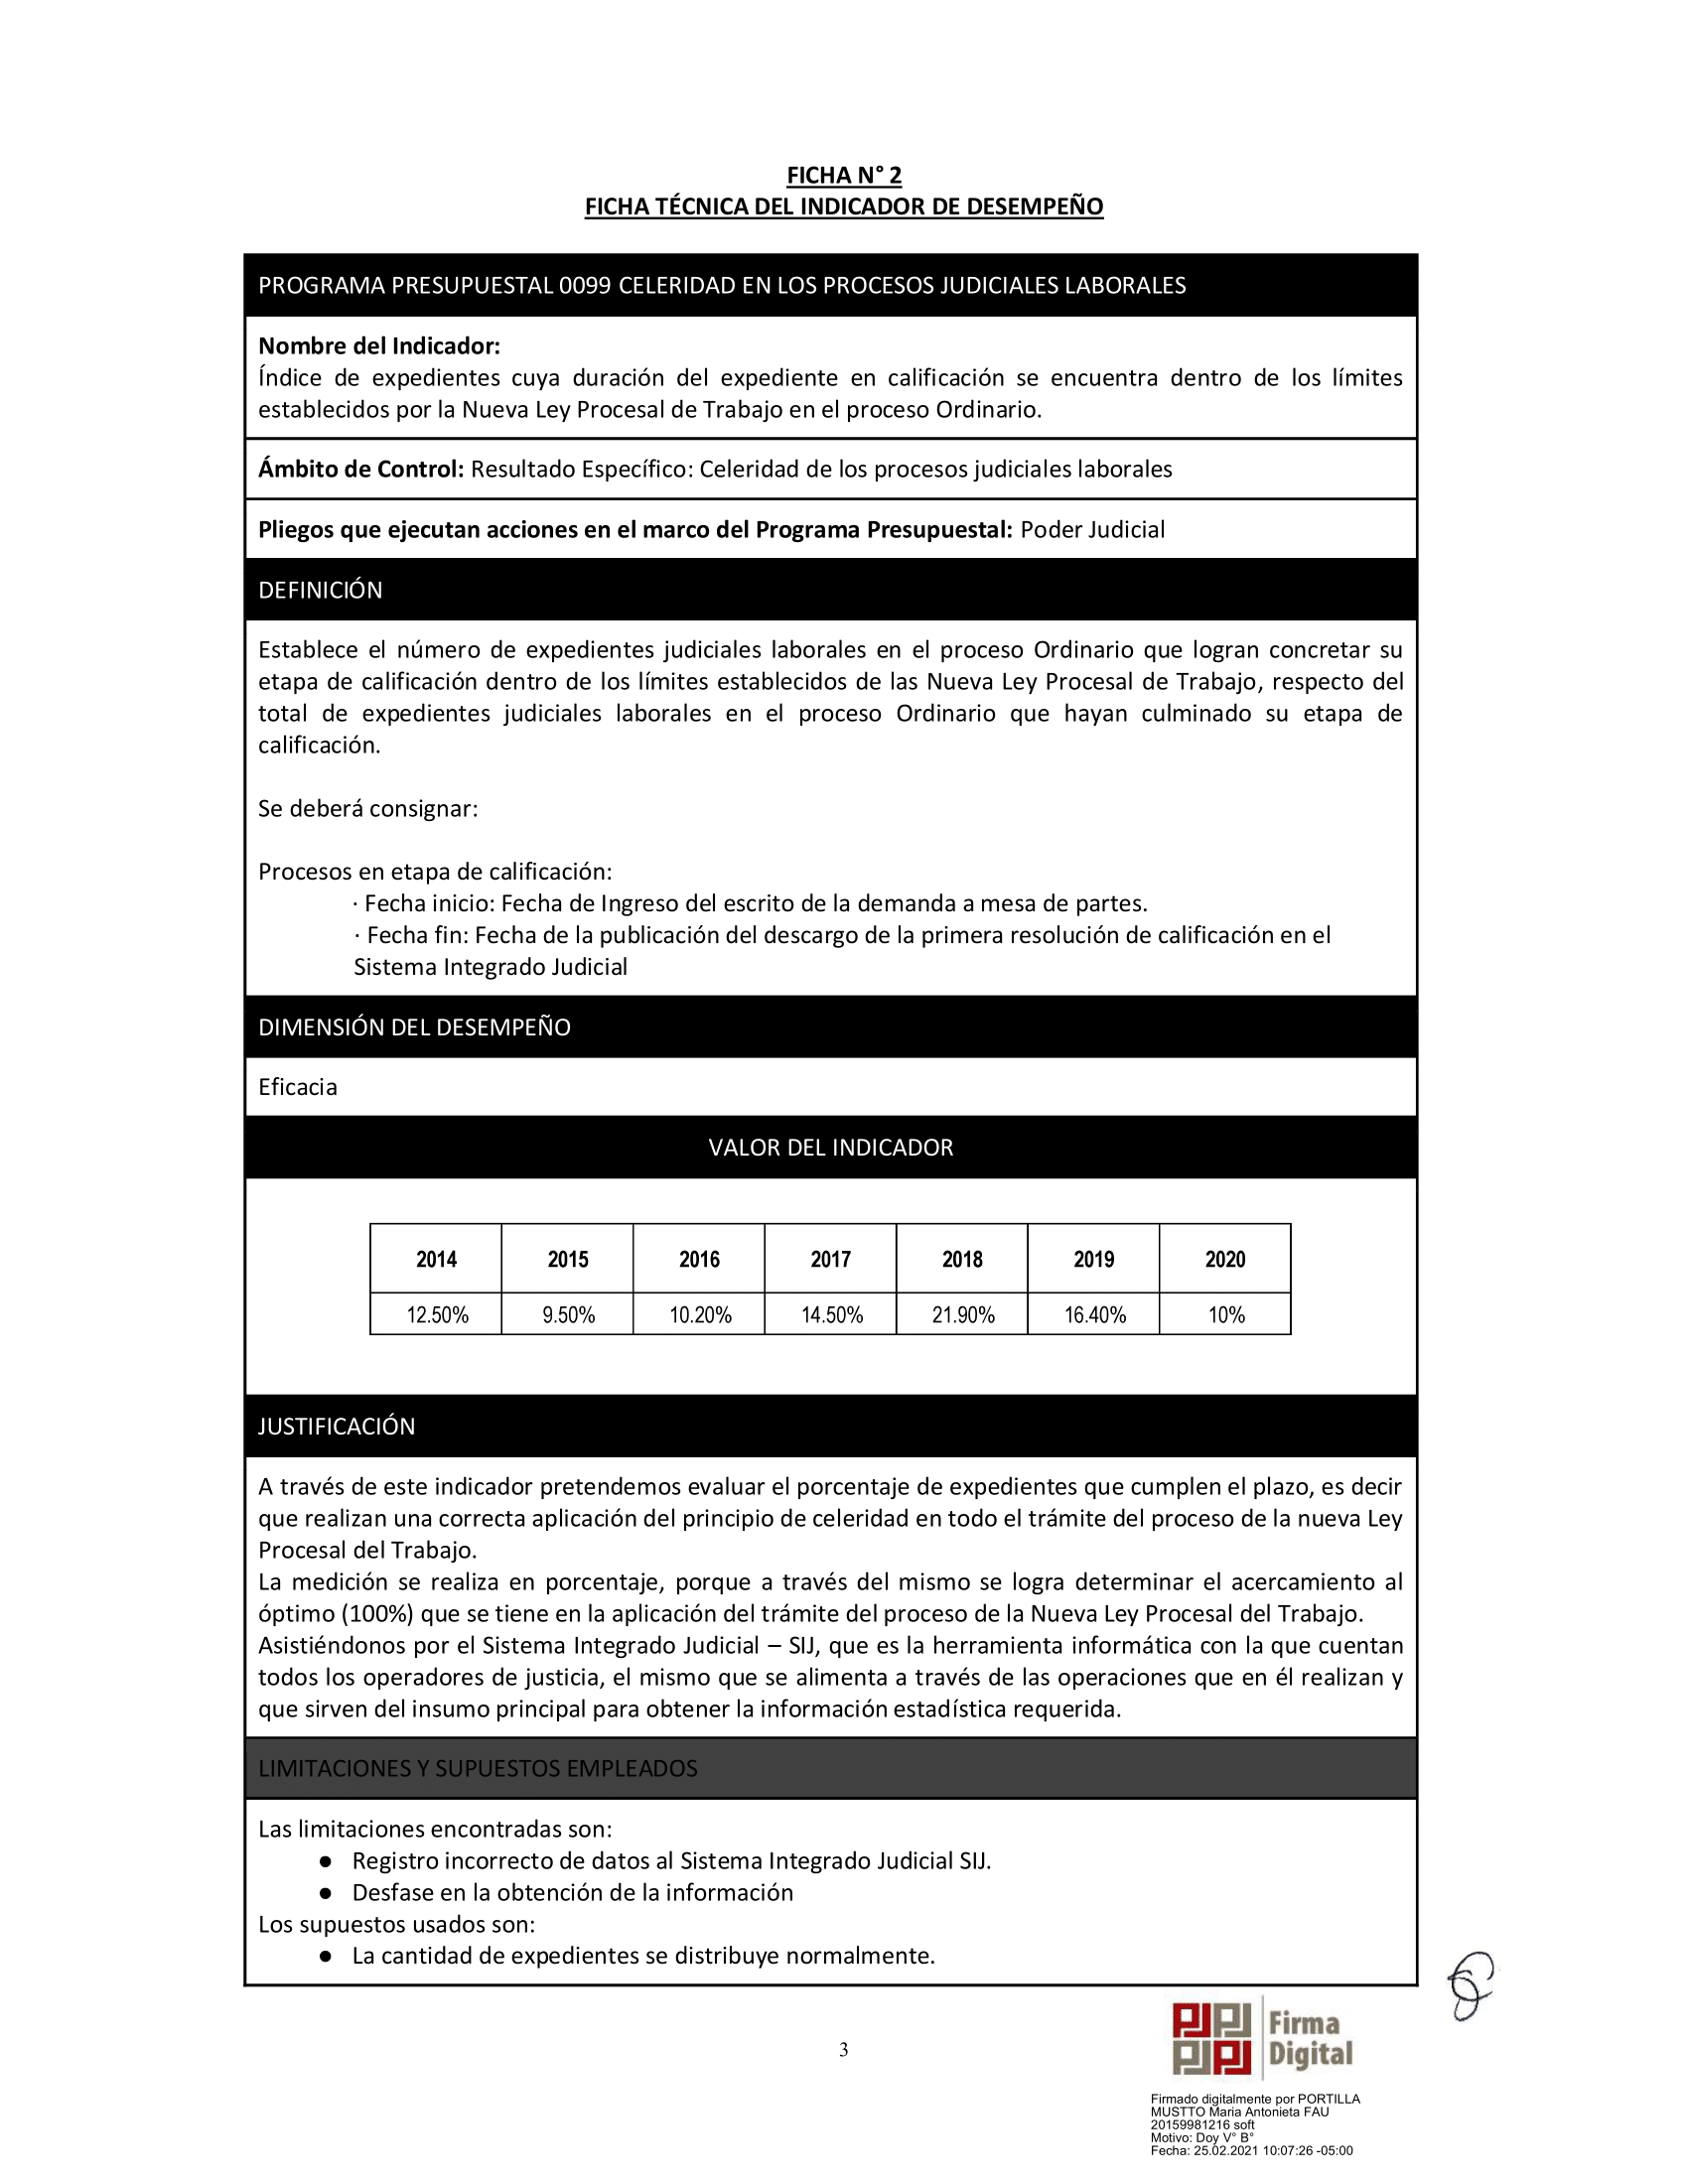 FICHA N° 2
FICHA TÉCNICA DEL INDICADOR DE DESEMPEÑO
PROGRAMA PRESUPUESTAL 0099 CELERIDAD EN LOS PROCESOS JUDICIALES LABORALES
Nombre del Indicador:
Índice de expedientes cuya duración del expediente en calificación se encuentra dentro de los límites
establecidos por la Nueva Ley Procesal de Trabajo en el proceso Ordinario.
Ámbito de Control: Resultado Específico: Celeridad de los procesos judiciales laborales
Pliegos que ejecutan acciones en el marco del Programa Presupuestal: Poder Judicial
DEFINICIÓN
Establece el número de expedientes judiciales laborales en el proceso Ordinario que logran concretar su
etapa de calificación dentro de los límites establecidos de las Nueva Ley Procesal de Trabajo, respecto del
total de expedientes judiciales laborales en el proceso Ordinario que hayan culminado su etapa de
calificación.
Se deberá consignar:
Procesos en etapa de calificación:
· Fecha inicio: Fecha de Ingreso del escrito de la demanda a mesa de partes.
· Fecha fin: Fecha de la publicación del descargo de la primera resolución de calificación en el
Sistema Integrado Judicial
DIMENSIÓN DEL DESEMPEÑO
Eficacia
VALOR DEL INDICADOR
2014 2015 2016 2017 2018 2019 2020
12.50% 9.50% 10.20% 14.50% 21.90% 16.40% 10%
JUSTIFICACIÓN
A través de este indicador pretendemos evaluar el porcentaje de expedientes que cumplen el plazo, es decir
que realizan una correcta aplicación del principio de celeridad en todo el trámite del proceso de la nueva Ley
Procesal del Trabajo.
La medición se realiza en porcentaje, porque a través del mismo se logra determinar el acercamiento al
óptimo (100%) que se tiene en la aplicación del trámite del proceso de la Nueva Ley Procesal del Trabajo.
Asistiéndonos por el Sistema Integrado Judicial – SIJ, que es la herramienta informática con la que cuentan
todos los operadores de justicia, el mismo que se alimenta a través de las operaciones que en él realizan y
que sirven del insumo principal para obtener la información estadística requerida.
LIMITACIONES Y SUPUESTOS EMPLEADOS
Las limitaciones encontradas son:
● Registro incorrecto de datos al Sistema Integrado Judicial SIJ.
● Desfase en la obtención de la información
Los supuestos usados son:
● La cantidad de expedientes se distribuye normalmente.
3
Firma
Digital
Firmado digitalmente por PORTILLA
MUSTTO Maria Antonieta FAU
20159981216 soft
Motivo: Doy V° B°
Fecha: 25.02.2021 10:07:26 -05:00